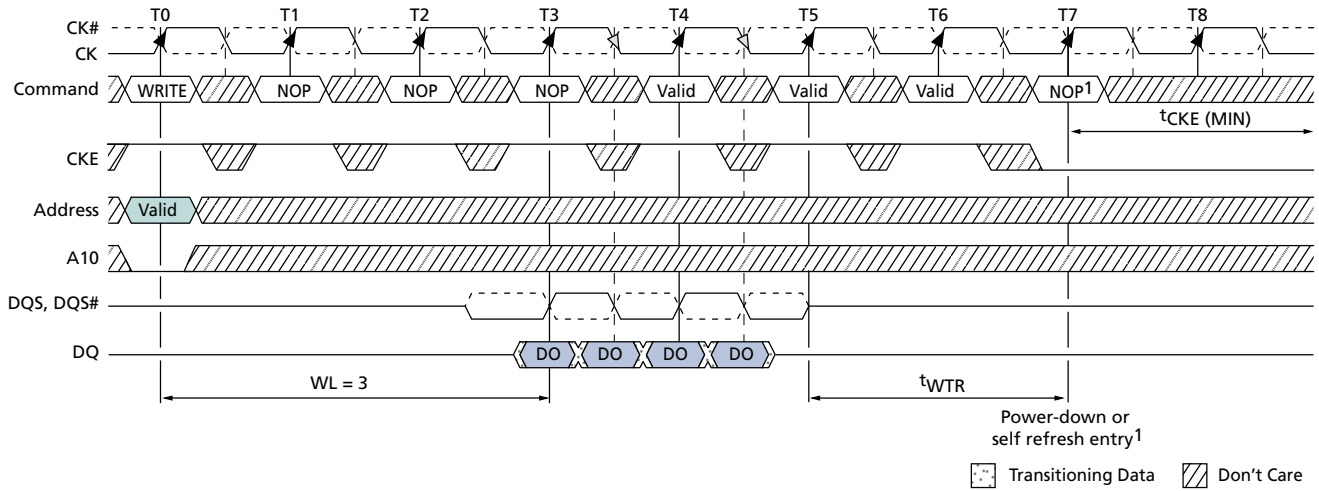 T0 T1 T2 T3 T4 T5 T6 T7 T8
CK#
CK
Command WRITE NOP NOP NOP Valid Valid Valid NOP1
tCKE (MIN)
CKE
Address Valid
A10
DQS, DQS#
DQ DO DO DO DO
WL = 3 tWTR
Power-down or
self refresh entry1
Transitioning Data Don't Care